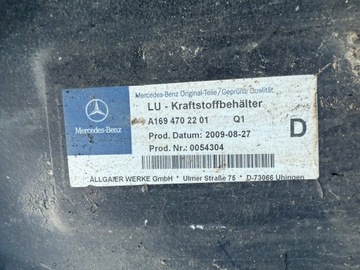 Mercedes-Benz Original-Teile/Geprüfte Qualität
LU - Kraftstoffbehälter
A169 470 22 01 Q1
Mercedes-Benz
Prod. Datum: 2009-08-27
D
Prod. Nr.: 0054304
ALLGAIER WERKE GmbH * Ulmer Straße 75 * D-73066 Uhingen